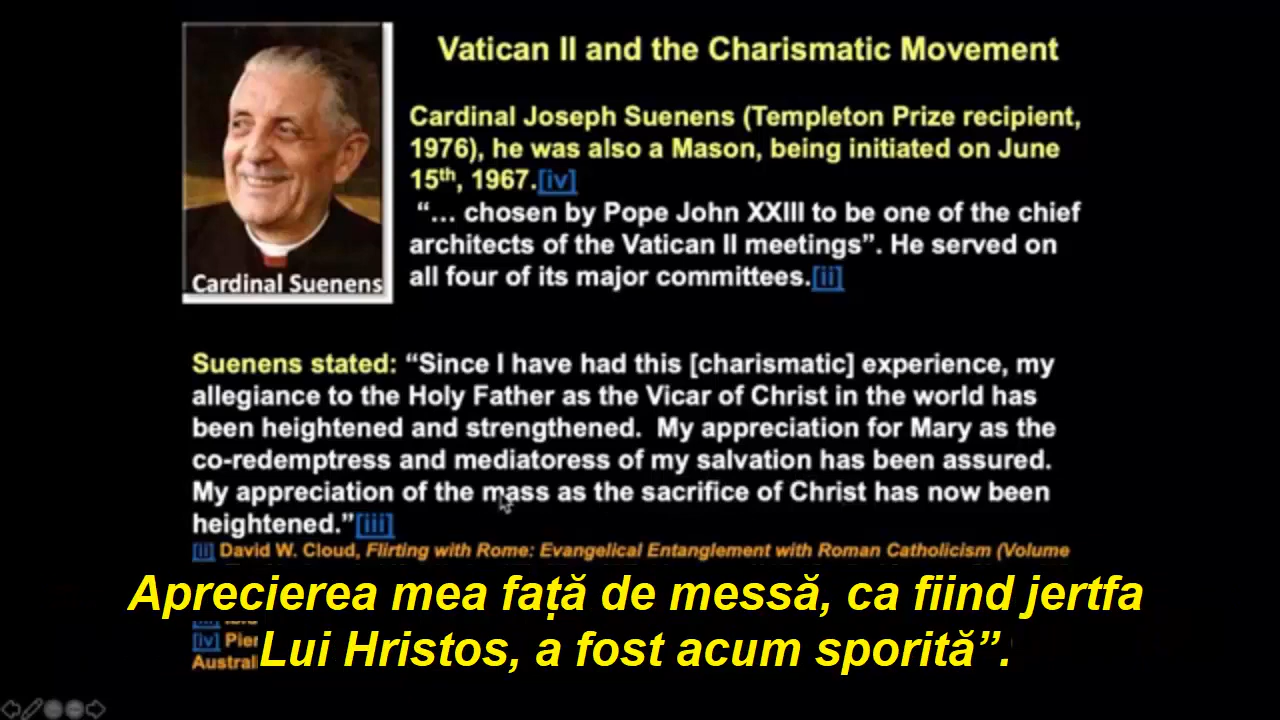 Vatican II and the Charismatic Movement
Cardinal Joseph Suenens (Templeton Prize recipient,
1976), he was also a Mason, being initiated on June
15th, 1967.[iv]
“… chosen by Pope John XXIII to be one of the chief
architects of the Vatican II meetings”. He served on
all four of its major committees.[ii]
Cardinal Suenens
Suenens stated: “Since I have had this [charismatic] experience, my
allegiance to the Holy Father as the Vicar of Christ in the world has
been heightened and strengthened. My appreciation for Mary as the
co-redemptress and mediatoress of my salvation has been assured.
My appreciation of the mass as the sacrifice of Christ has now been
heightened.”[iii]
[ii] David W. Cloud, Flirting with Rome: Evangelical Entanglement with Roman Catholicism (Volume
Aprecierea mea față de messă, ca fiind jertfa
[iv]
Lui Hristos, a fost acum sporită”.